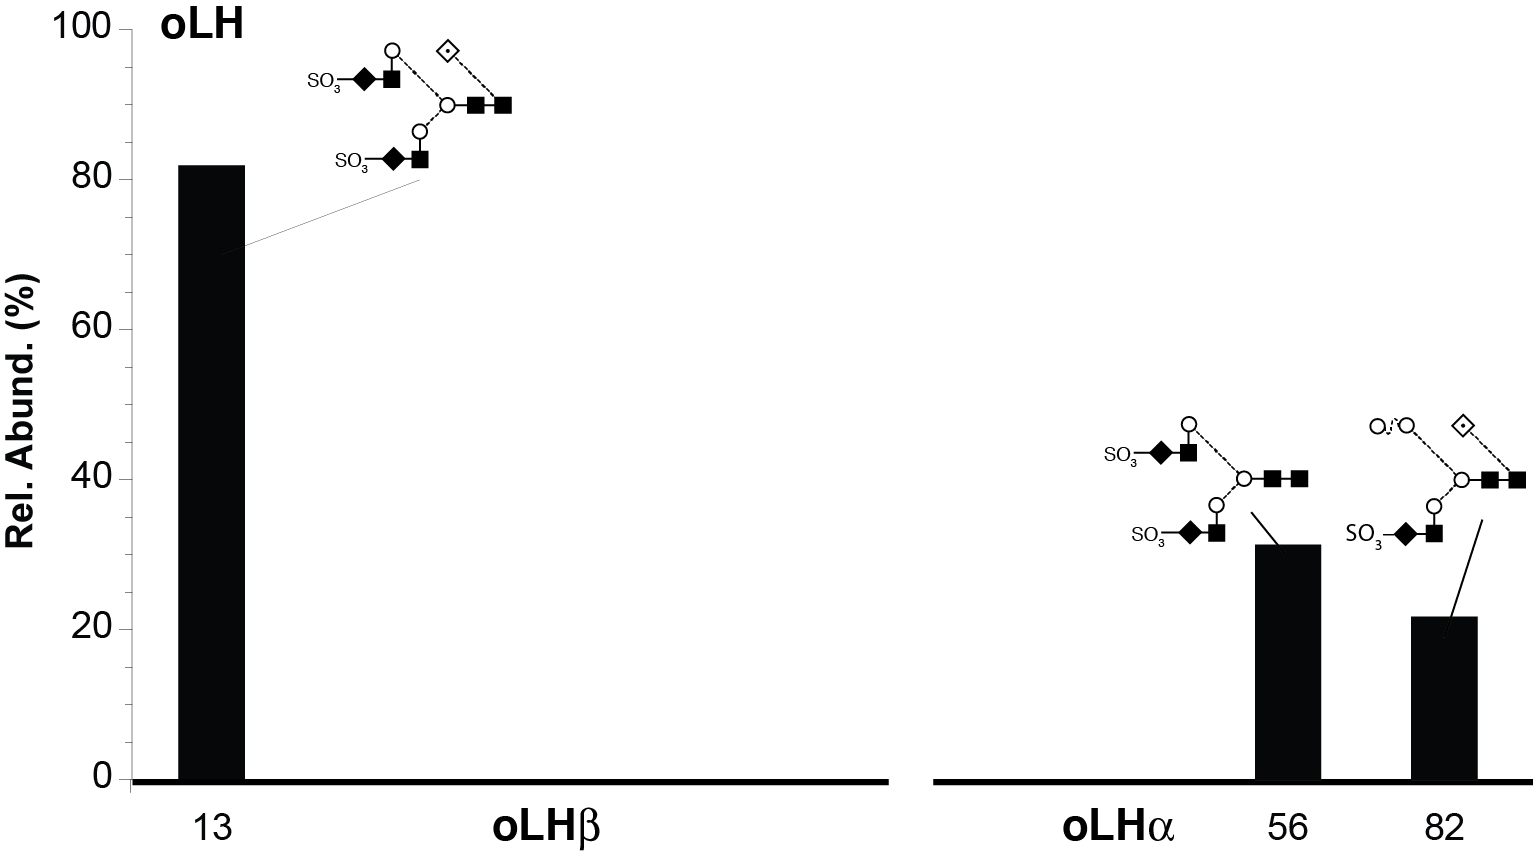 oLH
100
80
60
40
20
0
Rel. Abund. (%)
SO3
SO3
SO3
SO3
SO3
13
oLHβ
oLHα
56
82